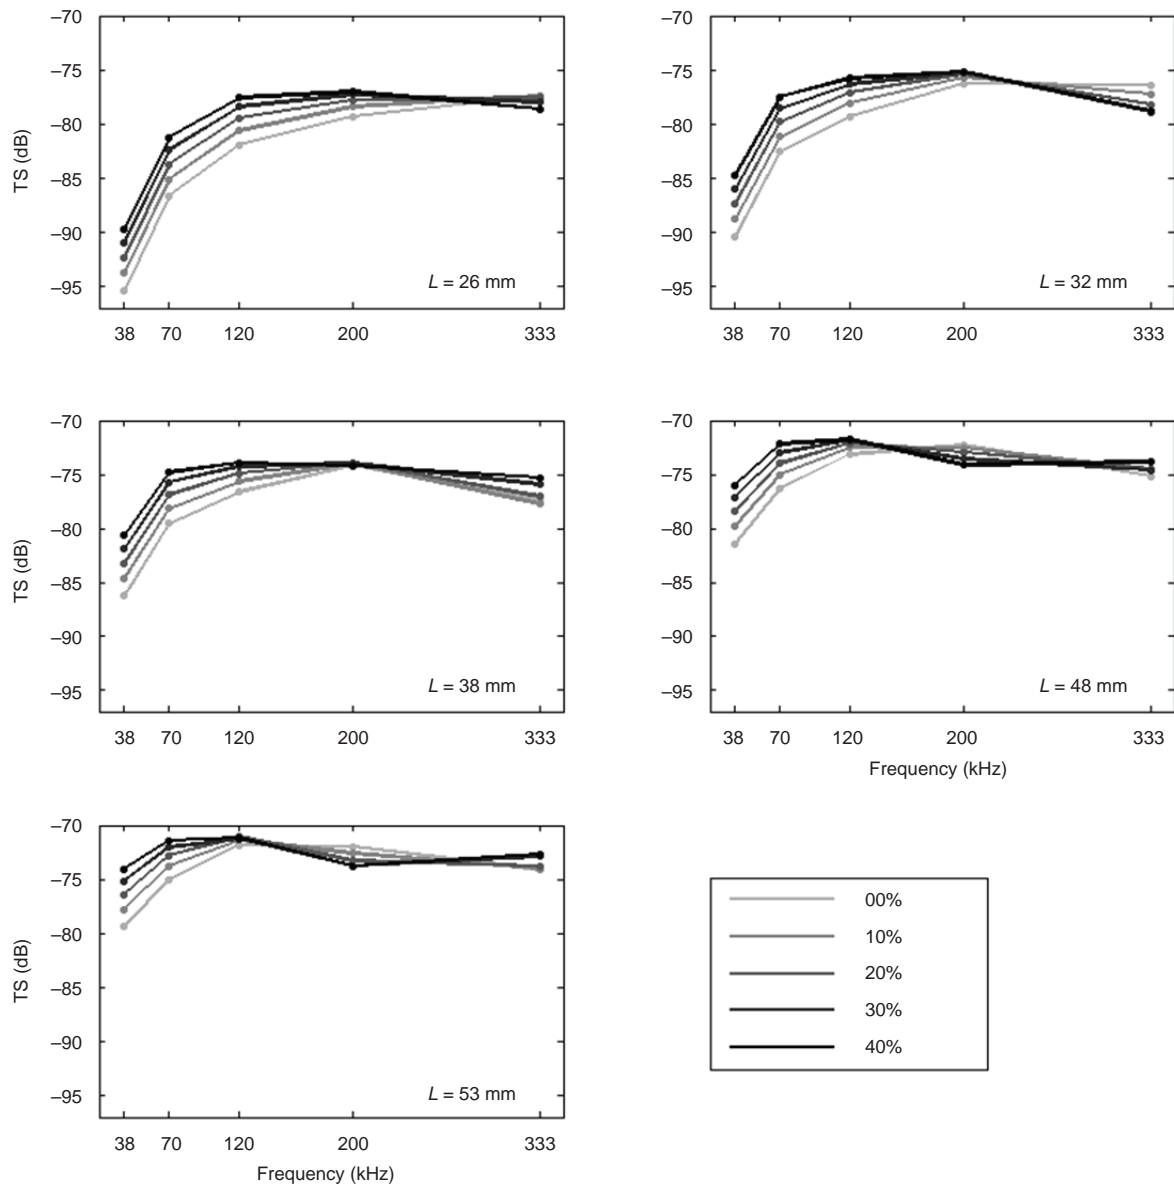 –70
–75
–80
–85
–90
–95
TS (dB)
L = 26 mm
38 70 120 200 333
–70
–75
–80
–85
–90
–95
L = 32 mm
38 70 120 200 333
–70
–75
–80
–85
–90
–95
TS (dB)
L = 38 mm
38 70 120 200 333
–70
–75
–80
–85
–90
–95
L = 48 mm
38 70 120 200 333
Frequency (kHz)
–70
–75
–80
–85
–90
–95
TS (dB)
L = 53 mm
38 70 120 200 333
Frequency (kHz)
00%
10%
20%
30%
40%